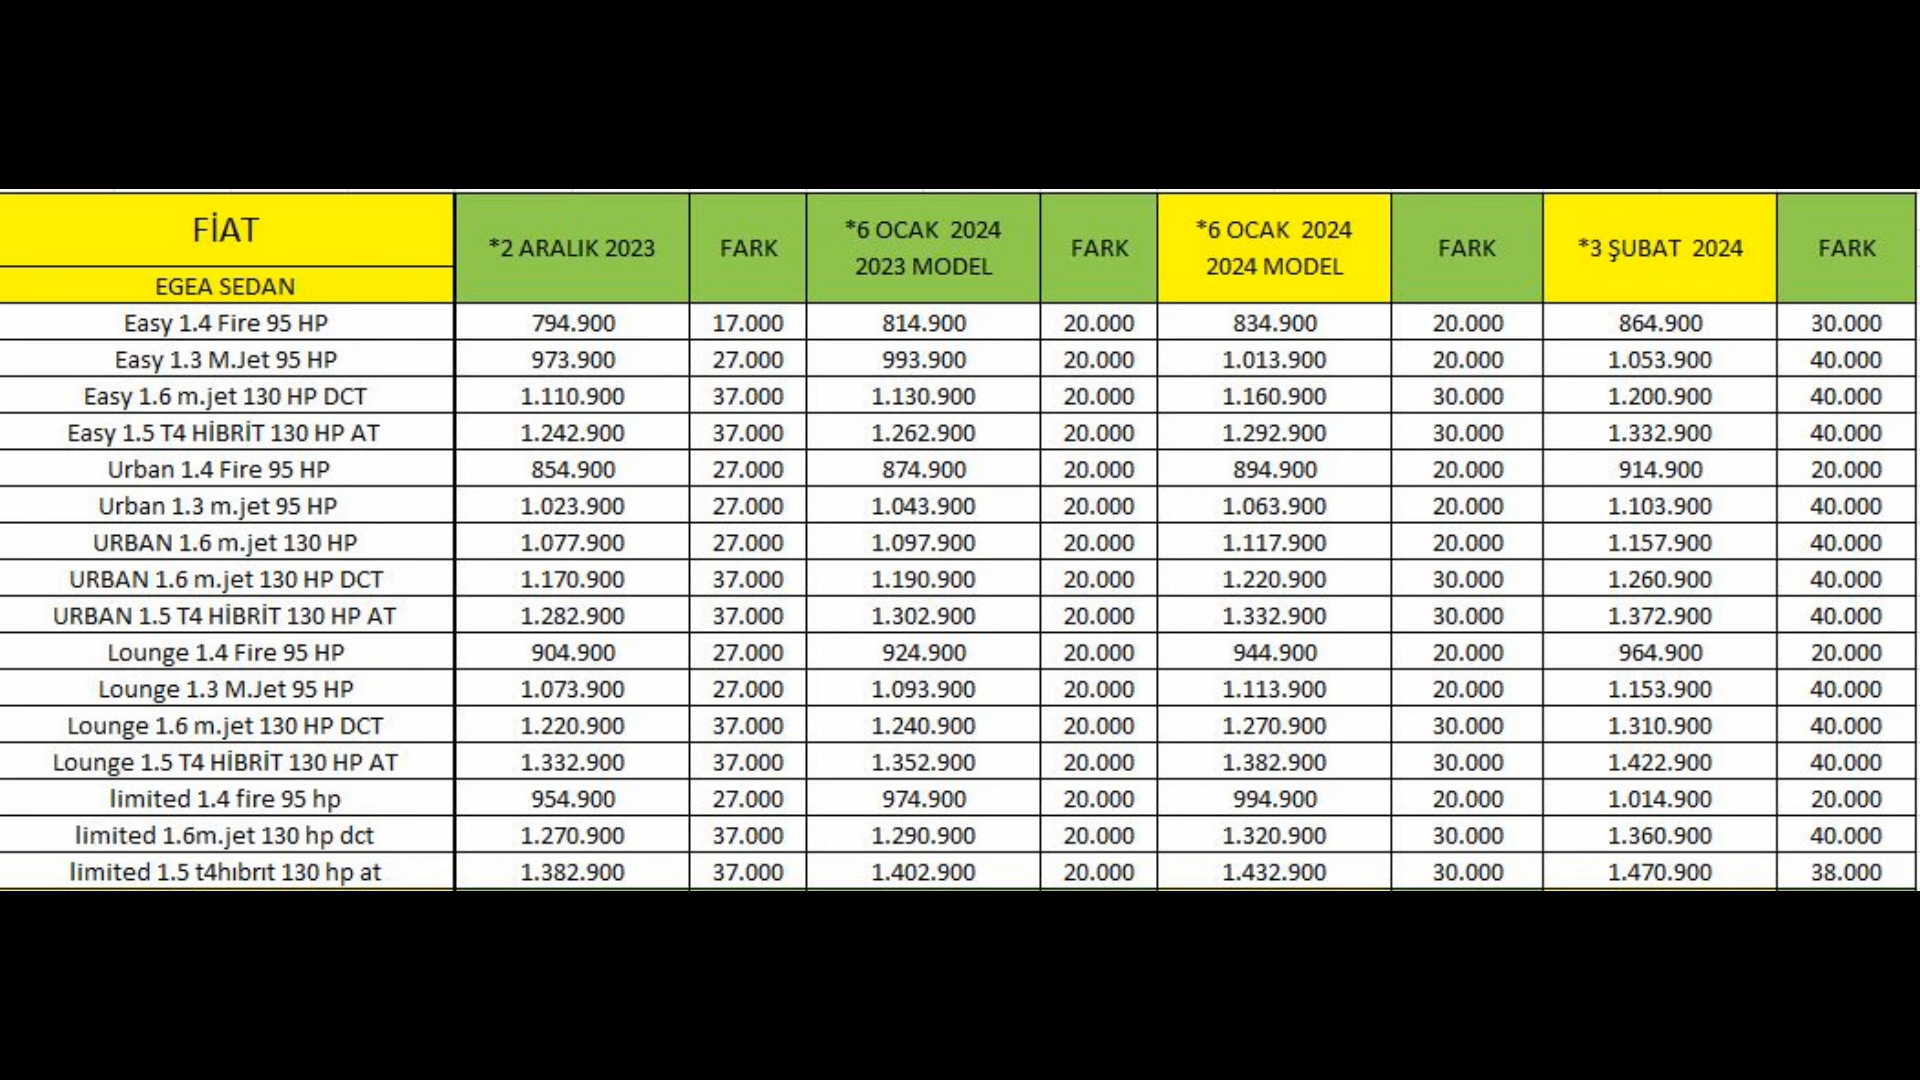 FİAT
EGEA SEDAN
*2 ARALIK 2023
FARK
*6 OCAK 2024
2023 MODEL
FARK
*6 OCAK 2024
2024 MODEL
FARK
*3 ŞUBAT 2024
FARK
Easy 1.4 Fire 95 HP 794.900 17.000 814.900 20.000 834.900 20.000 864.900 30.000
Easy 1.3 M.Jet 95 HP 973.900 27.000 993.900 20.000 1.013.900 20.000 1.053.900 40.000
Easy 1.6 m.jet 130 HP DCT 1.110.900 37.000 1.130.900 20.000 1.160.900 30.000 1.200.900 40.000
Easy 1.5 T4 HİBRİT 130 HP AT 1.242.900 37.000 1.262.900 20.000 1.292.900 30.000 1.332.900 40.000
Urban 1.4 Fire 95 HP 854.900 27.000 874.900 20.000 894.900 20.000 914.900 20.000
Urban 1.3 m.jet 95 HP 1.023.900 27.000 1.043.900 20.000 1.063.900 20.000 1.103.900 40.000
URBAN 1.6 m.jet 130 HP 1.077.900 27.000 1.097.900 20.000 1.117.900 20.000 1.157.900 40.000
URBAN 1.6 m.jet 130 HP DCT 1.170.900 37.000 1.190.900 20.000 1.220.900 30.000 1.260.900 40.000
URBAN 1.5 T4 HİBRİT 130 HP AT 1.282.900 37.000 1.302.900 20.000 1.332.900 30.000 1.372.900 40.000
Lounge 1.4 Fire 95 HP 904.900 27.000 924.900 20.000 944.900 20.000 964.900 20.000
Lounge 1.3 M.Jet 95 HP 1.073.900 27.000 1.093.900 20.000 1.113.900 20.000 1.153.900 40.000
Lounge 1.6 m.jet 130 HP DCT 1.220.900 37.000 1.240.900 20.000 1.270.900 30.000 1.310.900 40.000
Lounge 1.5 T4 HİBRİT 130 HP AT 1.332.900 37.000 1.352.900 20.000 1.382.900 30.000 1.422.900 40.000
limited 1.4 fire 95 hp 954.900 27.000 974.900 20.000 994.900 20.000 1.014.900 20.000
limited 1.6m.jet 130 hp dct 1.270.900 37.000 1.290.900 20.000 1.320.900 30.000 1.360.900 40.000
limited 1.5 t4hıbrıt 130 hp at 1.382.900 37.000 1.402.900 20.000 1.432.900 30.000 1.470.900 38.000